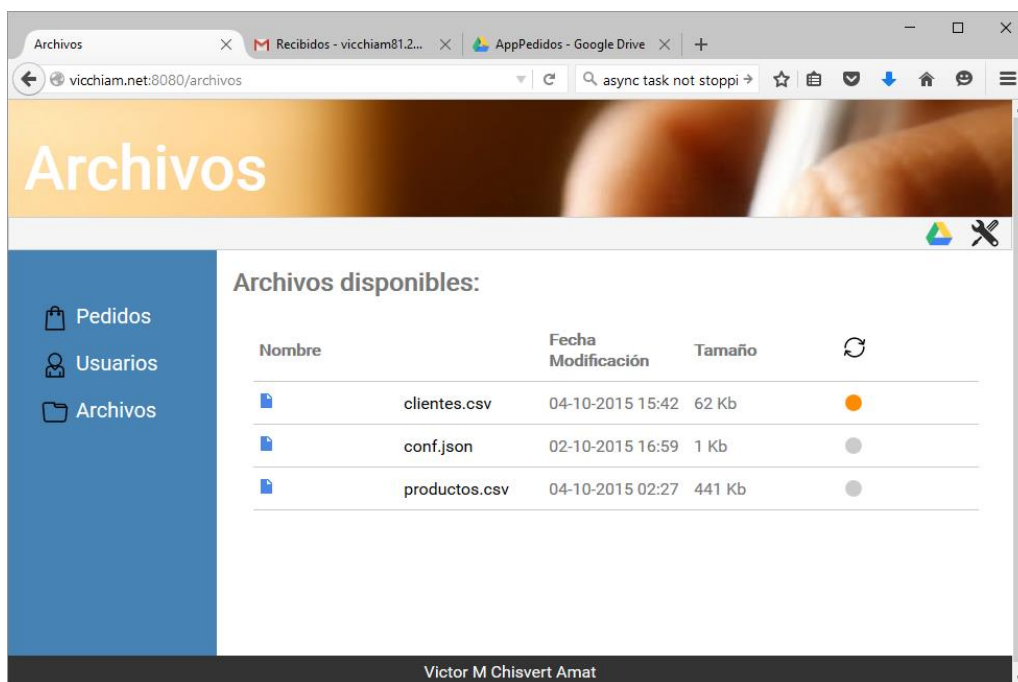 Archivos
Recibidos - vicchiam81.2...
AppPedidos - Google Drive
vicchiam.net:8080/archivos
async task not stoppi
Archivos
Pedidos
Usuarios
Archivos
Archivos disponibles:
Nombre
Fecha
Modificación
Tamaño
clientes.csv 04-10-2015 15:42 62 Kb
conf.json 02-10-2015 16:59 1 Kb
productos.csv 04-10-2015 02:27 441 Kb
Victor M Chisvert Amat